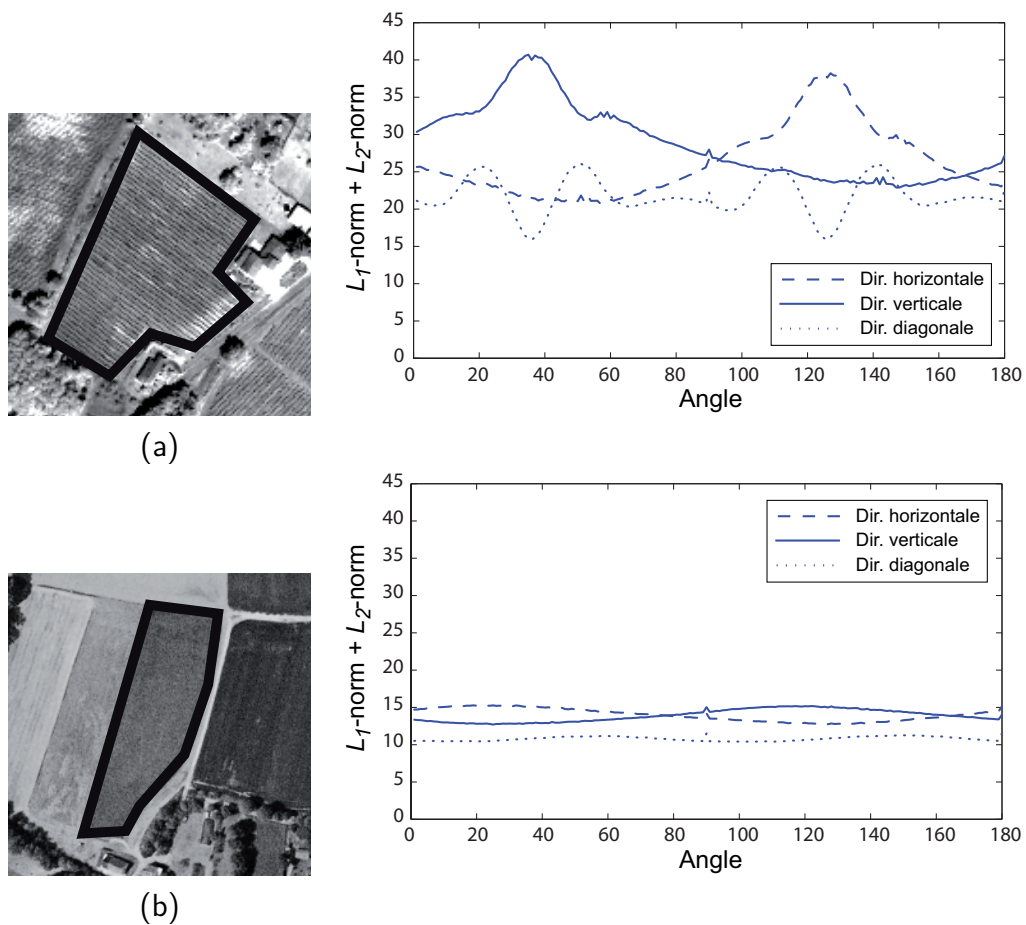 45
40
35
30
25
20
15
10
5
0
L1-norm + L2-norm
Dir. horizontale
Dir. verticale
Dir. diagonale
0 20 40 60 80 100 120 140 160 180
Angle
(a)
45
40
35
30
25
20
15
10
5
0
L1-norm + L2-norm
Dir. horizontale
Dir. verticale
Dir. diagonale
0 20 40 60 80 100 120 140 160 180
Angle
(b)